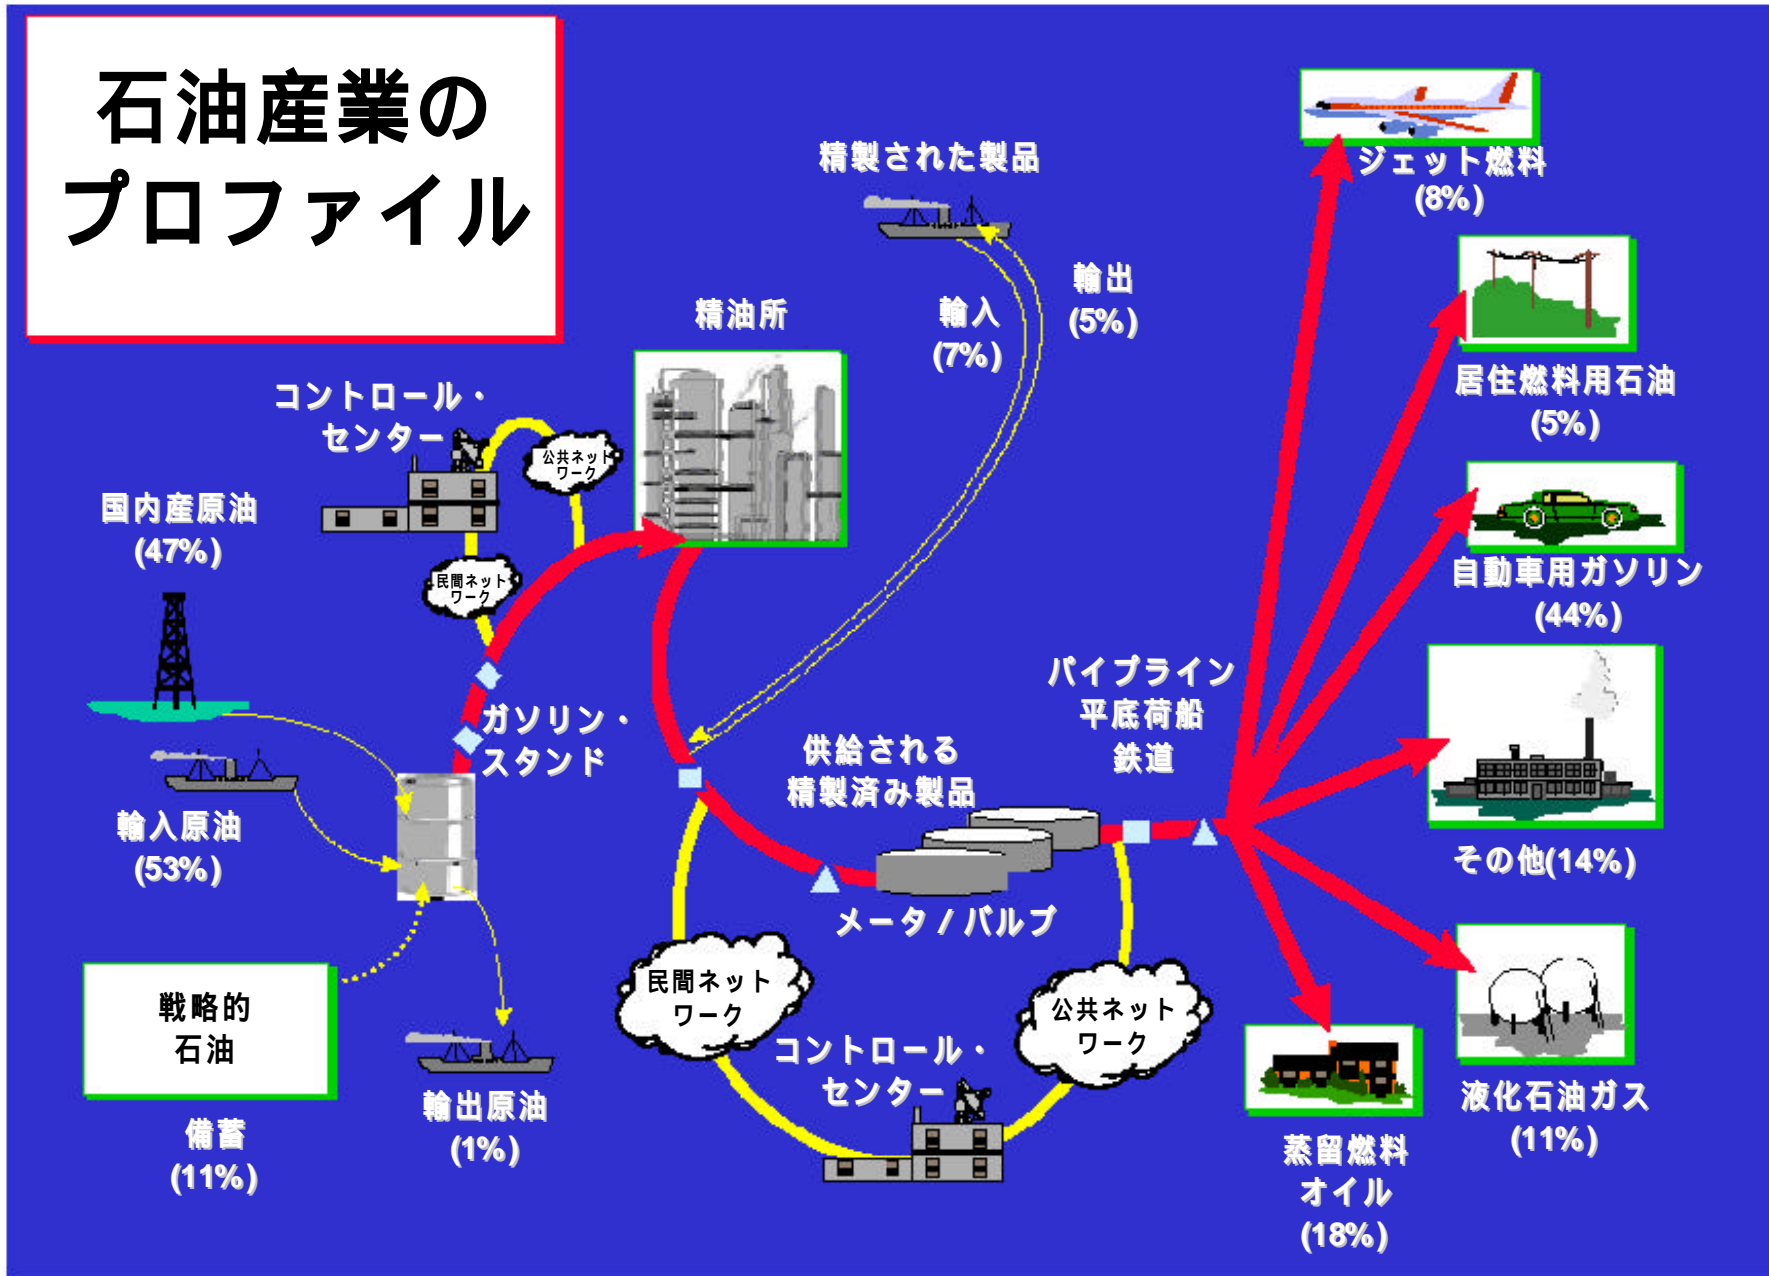 石油産業の
プロファイル
精製された製品
ジェット燃料
(8%)
輸出
(5%)
輸入
(7%)
精油所
居住燃料用石油
(5%)
コントロール・
センター
公共ネット
ワーク
国内産原油
(47%)
民間ネット
ワーク
自動車用ガソリン
(44%)
パイプライン
平底荷船
鉄道
ガソリン・
スタンド
供給される
精製済み製品
輸入原油
(53%)
その他(14%)
メータ / バルブ
戦略的
石油
備蓄
(11%)
輸出原油
(1%)
民間ネット
ワーク
公共ネット
ワーク
コントロール・
センター
液化石油ガス
(11%)
蒸留燃料
オイル
(18%)